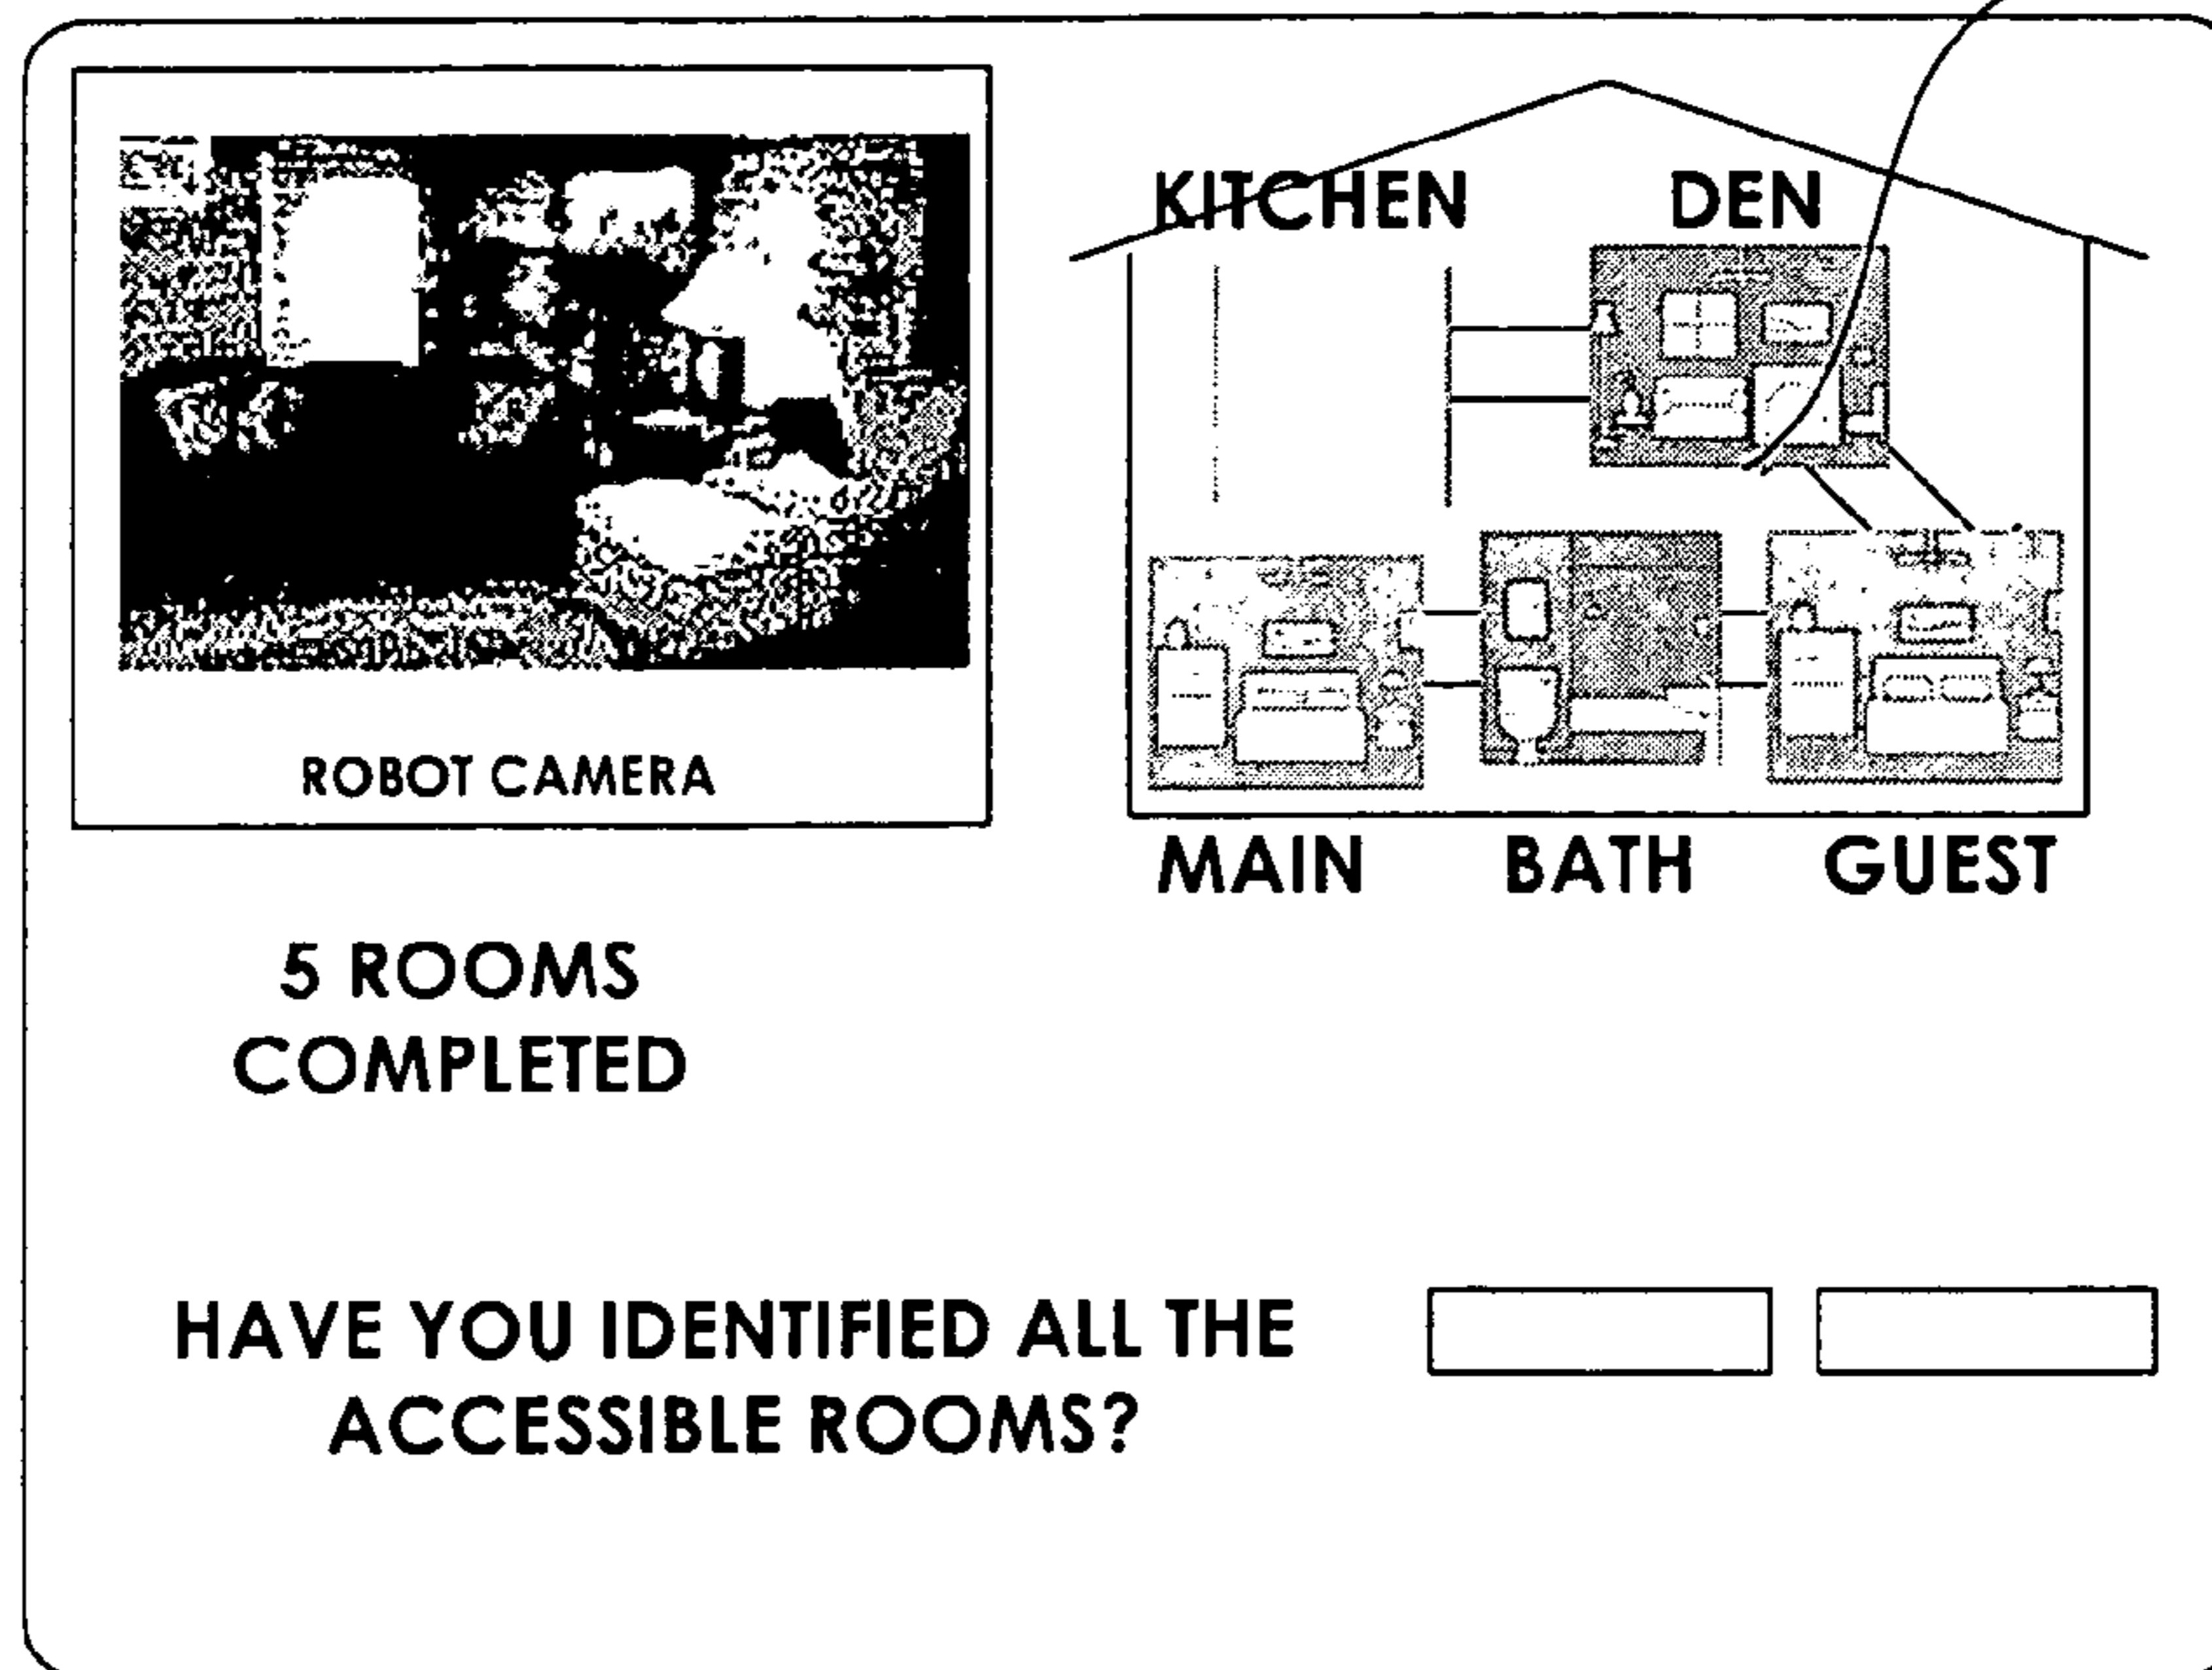 KITCHEN DEN
ROBOT CAMERA
MAIN BATH GUEST
5 ROOMS
COMPLETED
HAVE YOU IDENTIFIED ALL THE
ACCESSIBLE ROOMS?